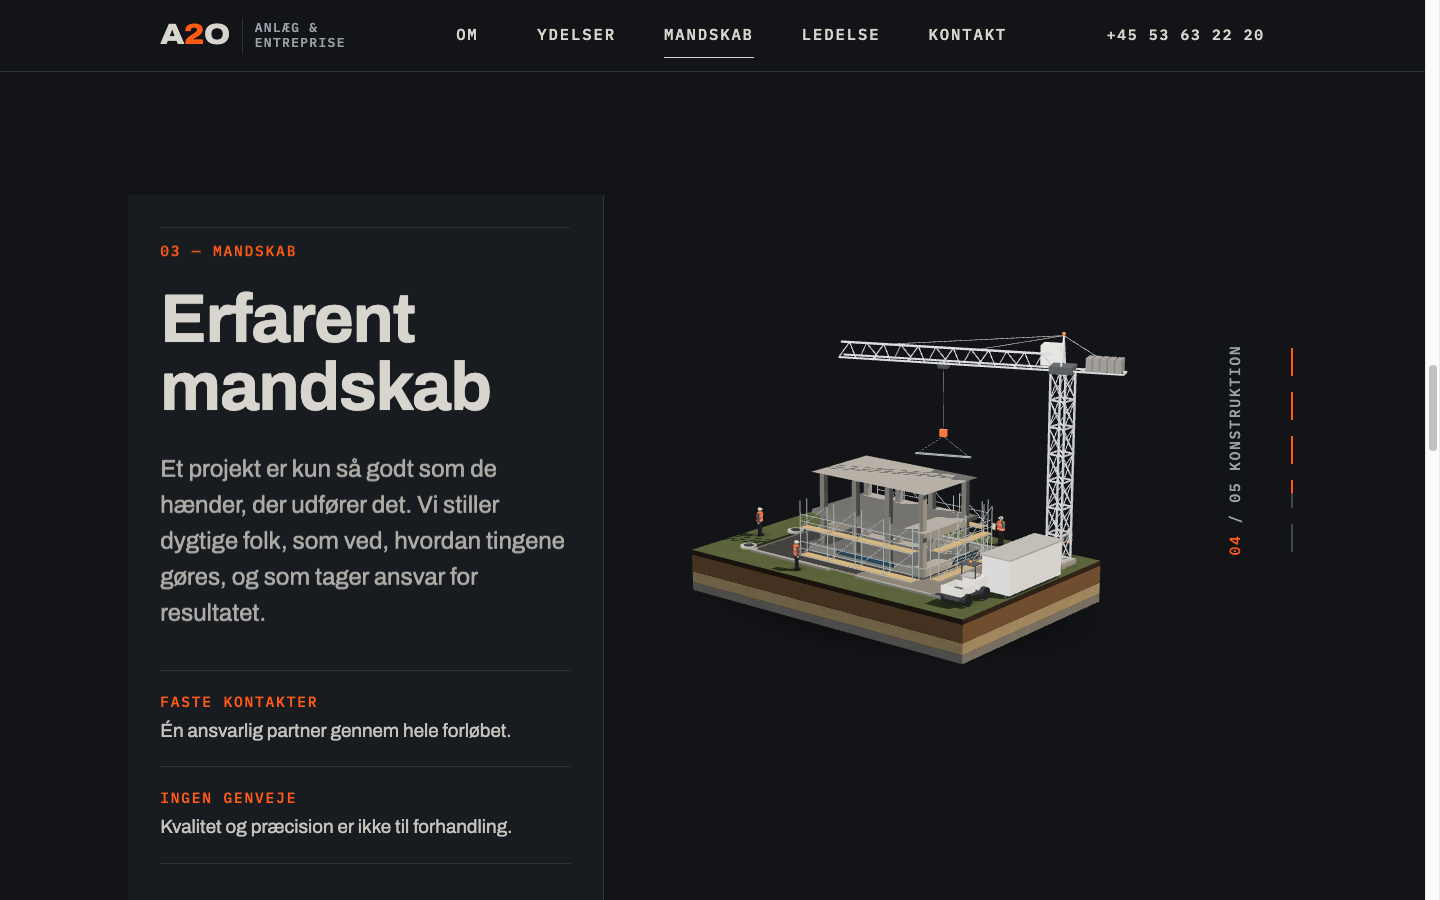 A2O
ANLÆG &
ENTREPRISE
OM
YDELSER
MANDSKAB
LEDELSE
KONTAKT
+45 53 63 22 20
03 — MANDSKAB
Erfarent
mandskab
Et projekt er kun så godt som de
hænder, der udfører det. Vi stiller
dygtige folk, som ved, hvordan tingene
gøres, og som tager ansvar for
resultatet.
FASTE KONTAKTER
Én ansvarlig partner gennem hele forløbet.
INGEN GENVEJE
Kvalitet og præcision er ikke til forhandling.
04 / 05 KONSTRUKTION